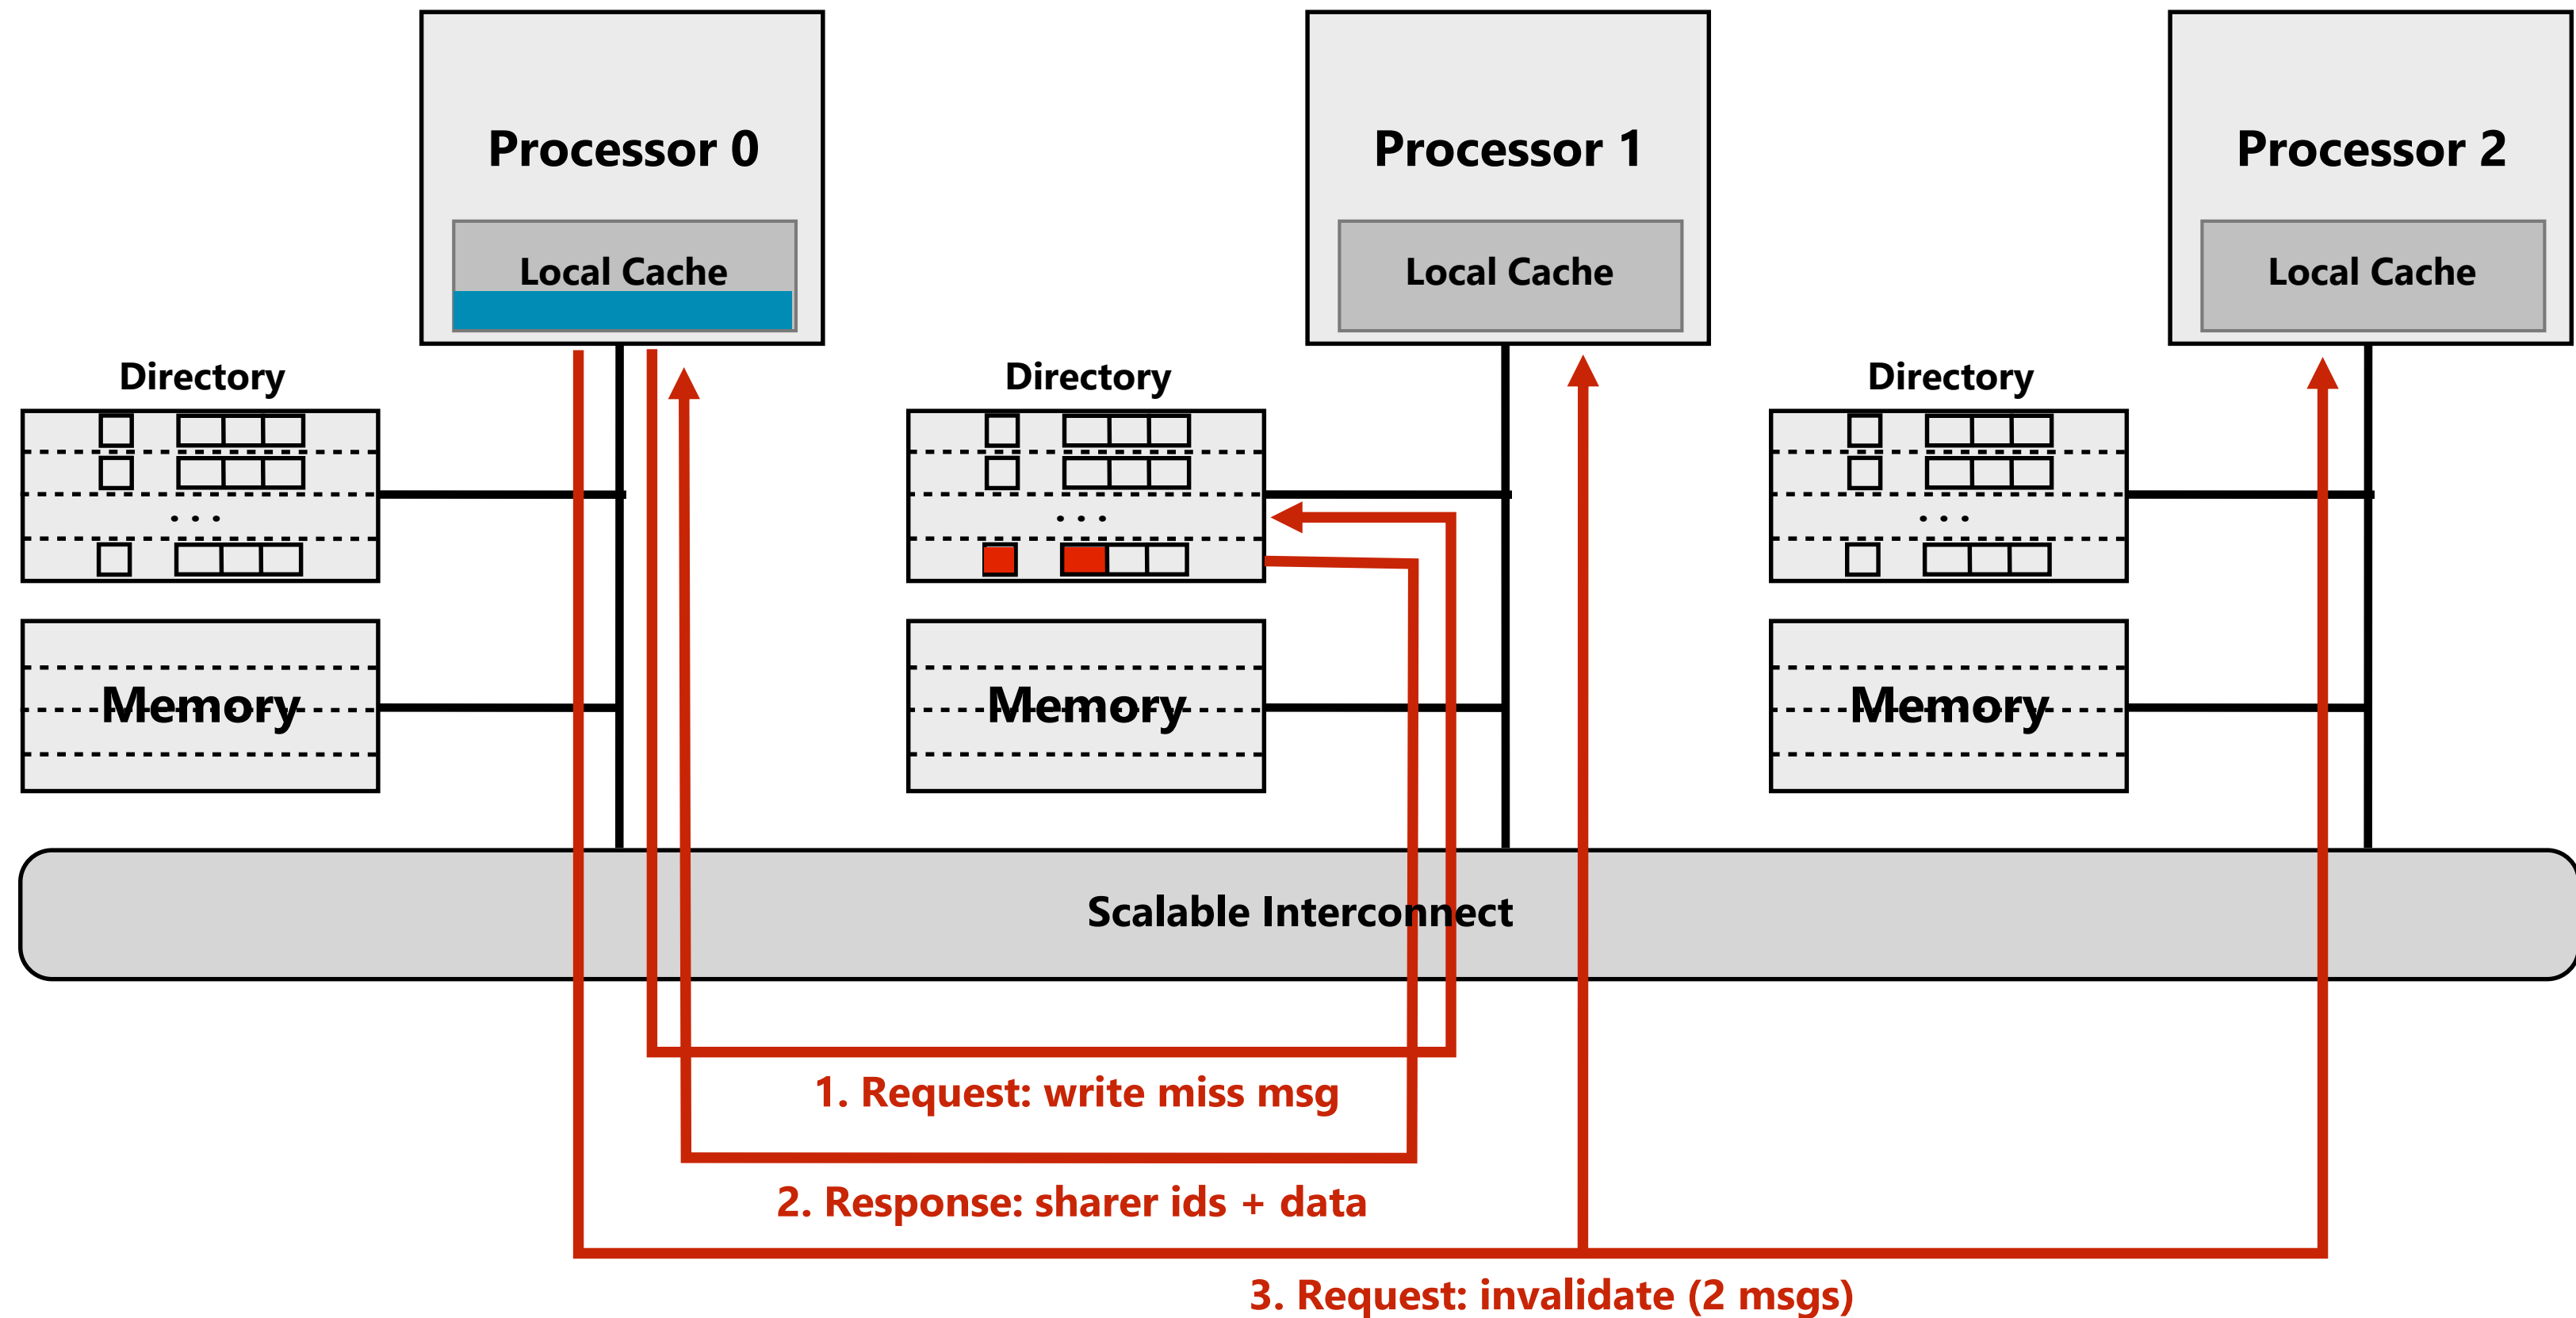 Processor 0
Processor 1
Processor 2
Local Cache
Local Cache
Local Cache
Directory
Directory
Directory
. . .
. . .
. . .
Memory
Memory
Memory
Scalable Interconnect
1. Request: write miss msg
2. Response: sharer ids + data
3. Request: invalidate (2 msgs)